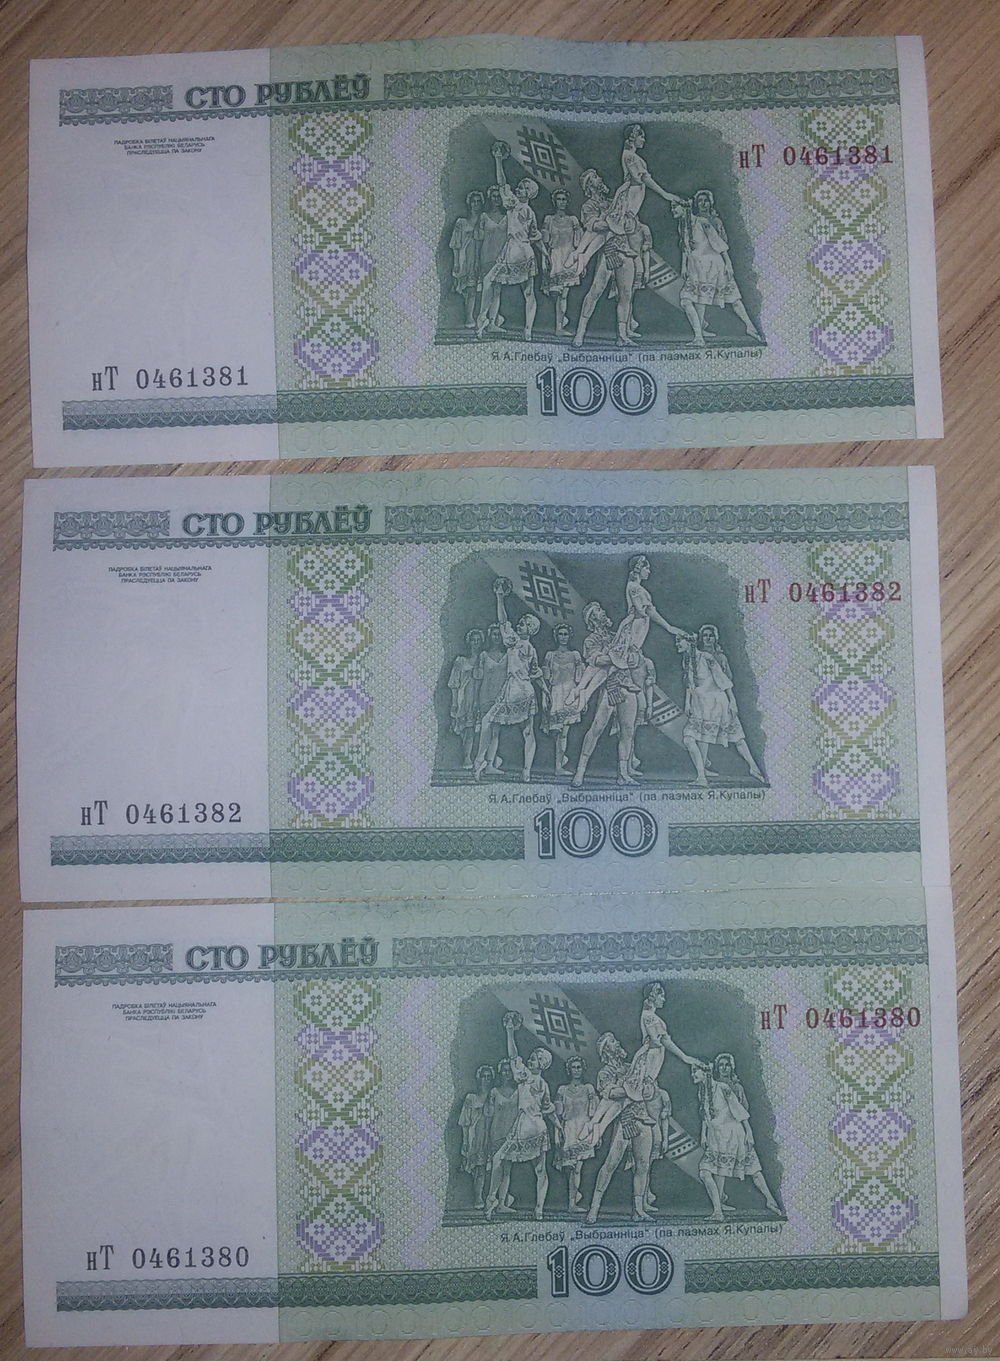 СТО РУБЛЁЎ
ПАДРОБКА БІЛЕТАЎ НАЦЫЯНАЛЬНАГА
БАНКА РЭСПУБЛІКІ БЕЛАРУСЬ
ПРАСЛЕДУЕЦЦА ПА ЗАКОНУ
нТ 0461381
Я.А.Глебаў „Выбранніца" (па паэмах Я.Купалы)
нТ 0461381
100
СТО РУБЛЁЎ
ПАДРОБКА БІЛЕТАЎ НАЦЫЯНАЛЬНАГА
БАНКА РЭСПУБЛІКІ БЕЛАРУСЬ
ПРАСЛЕДУЕЦЦА ПА ЗАКОНУ
нТ 0461382
Я.А.Глебаў „Выбранніца" (па паэмах Я.Купалы)
нТ 0461382
100
СТО РУБЛЁЎ
ПАДРОБКА БІЛЕТАЎ НАЦЫЯНАЛЬНАГА
БАНКА РЭСПУБЛІКІ БЕЛАРУСЬ
ПРАСЛЕДУЕЦЦА ПА ЗАКОНУ
нТ 0461380
Я.А.Глебаў „Выбранніца" (па паэмах Я.Купалы)
нТ 0461380
100
www.ay.by